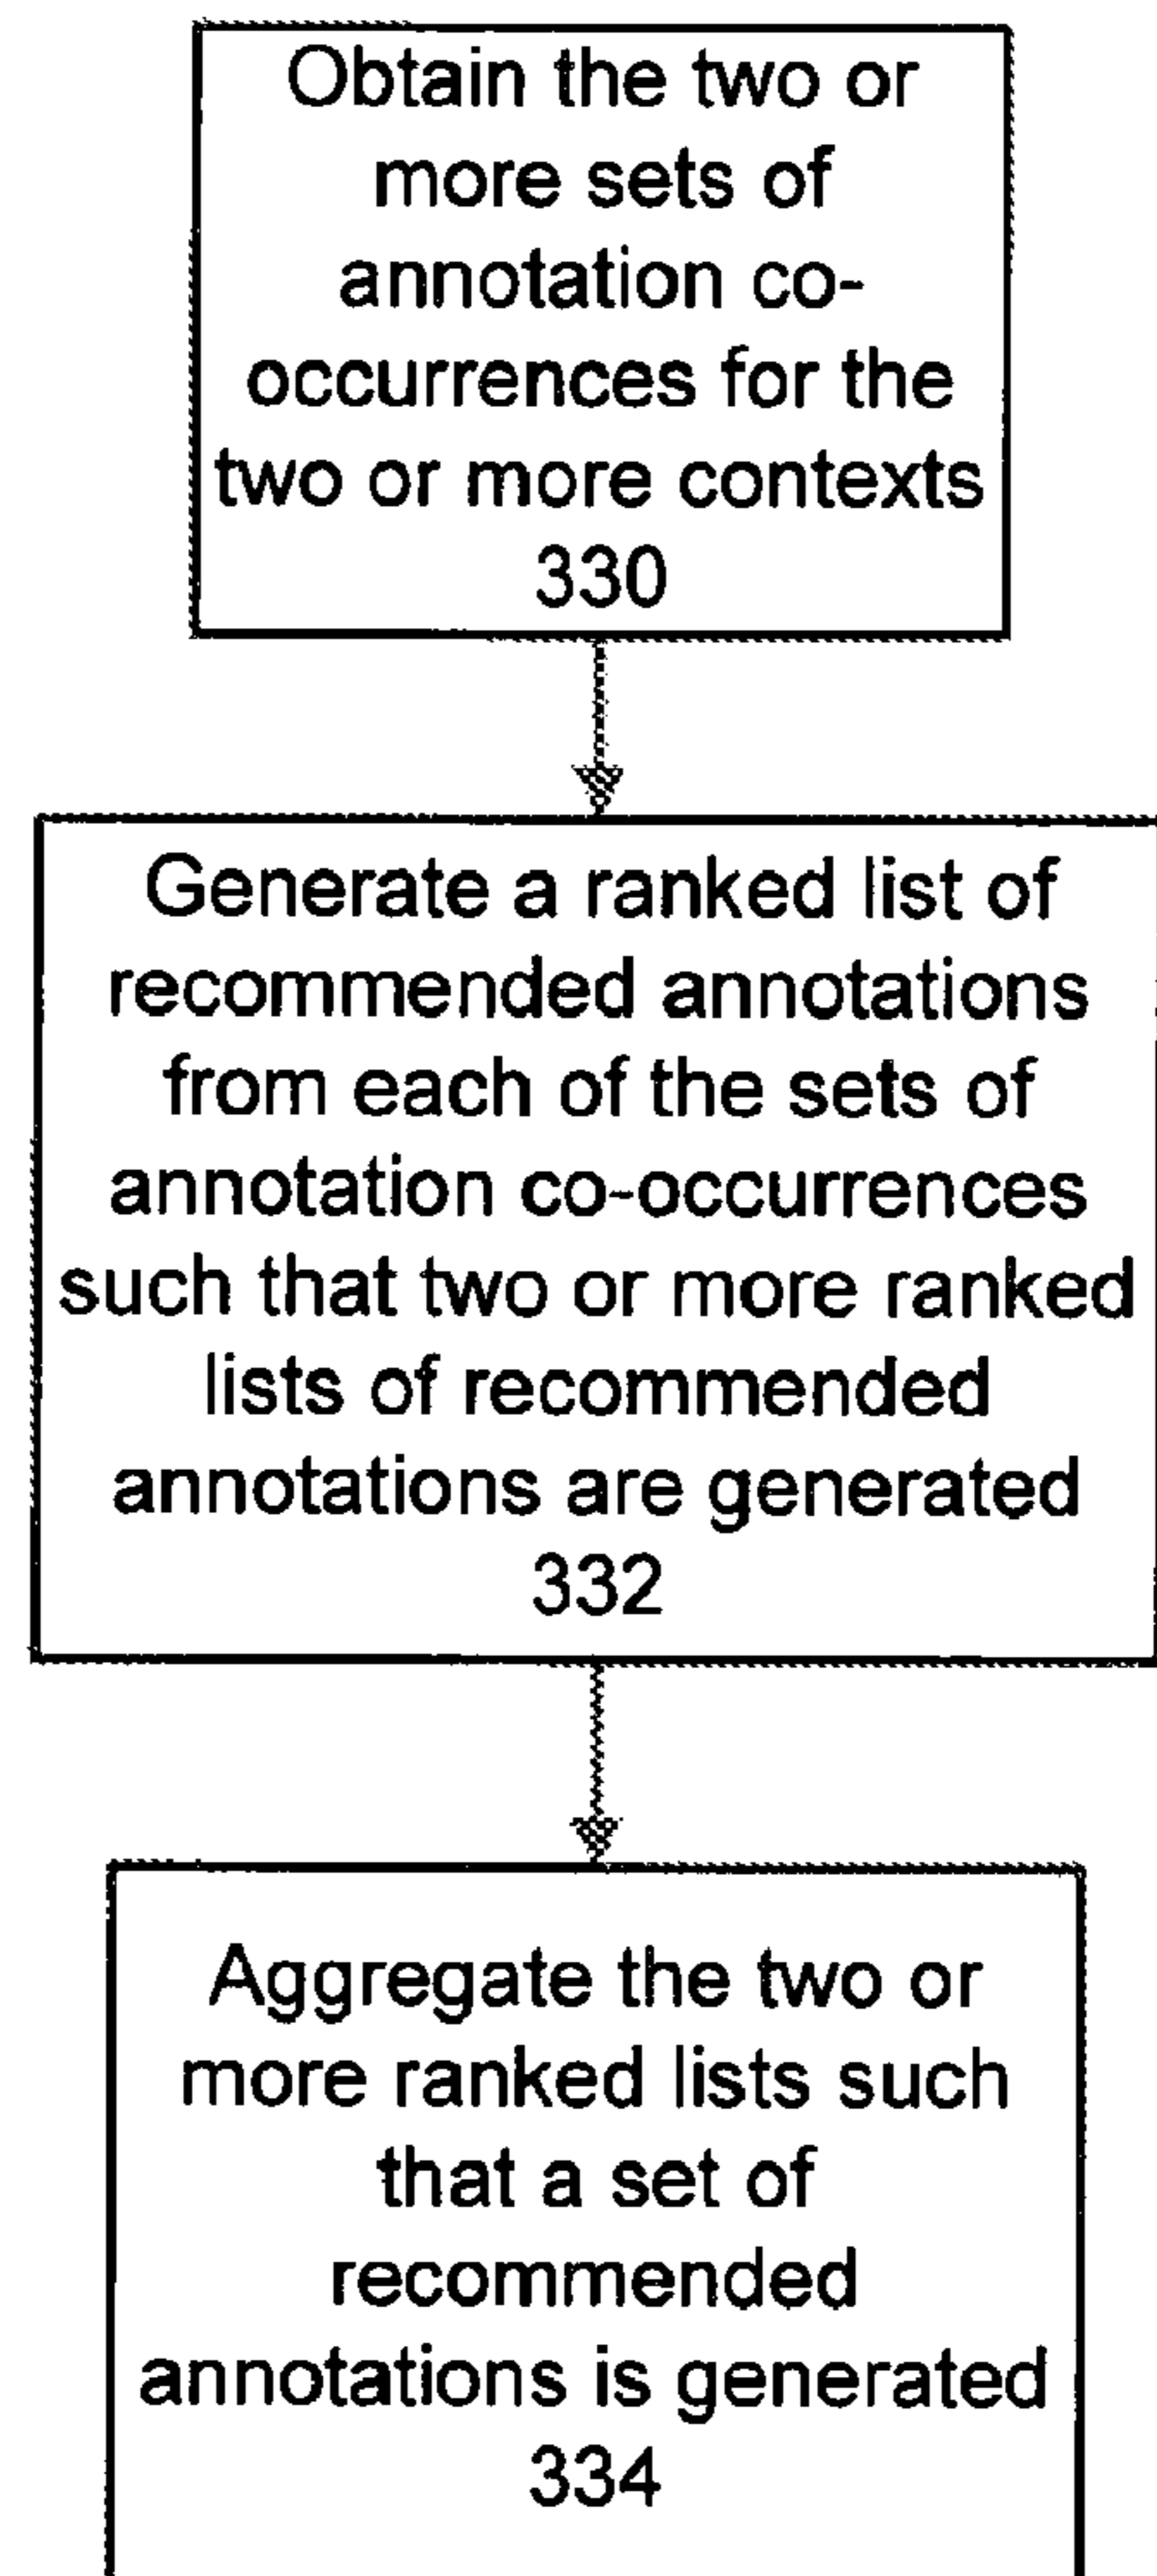 Obtain the two or
more sets of
annotation co-
occurrences for the
two or more contexts
330
Generate a ranked list of
recommended annotations
from each of the sets of
annotation co-occurrences
such that two or more ranked
lists of recommended
annotations are generated
332
Aggregate the two or
more ranked lists such
that a set of
recommended
annotations is generated
334